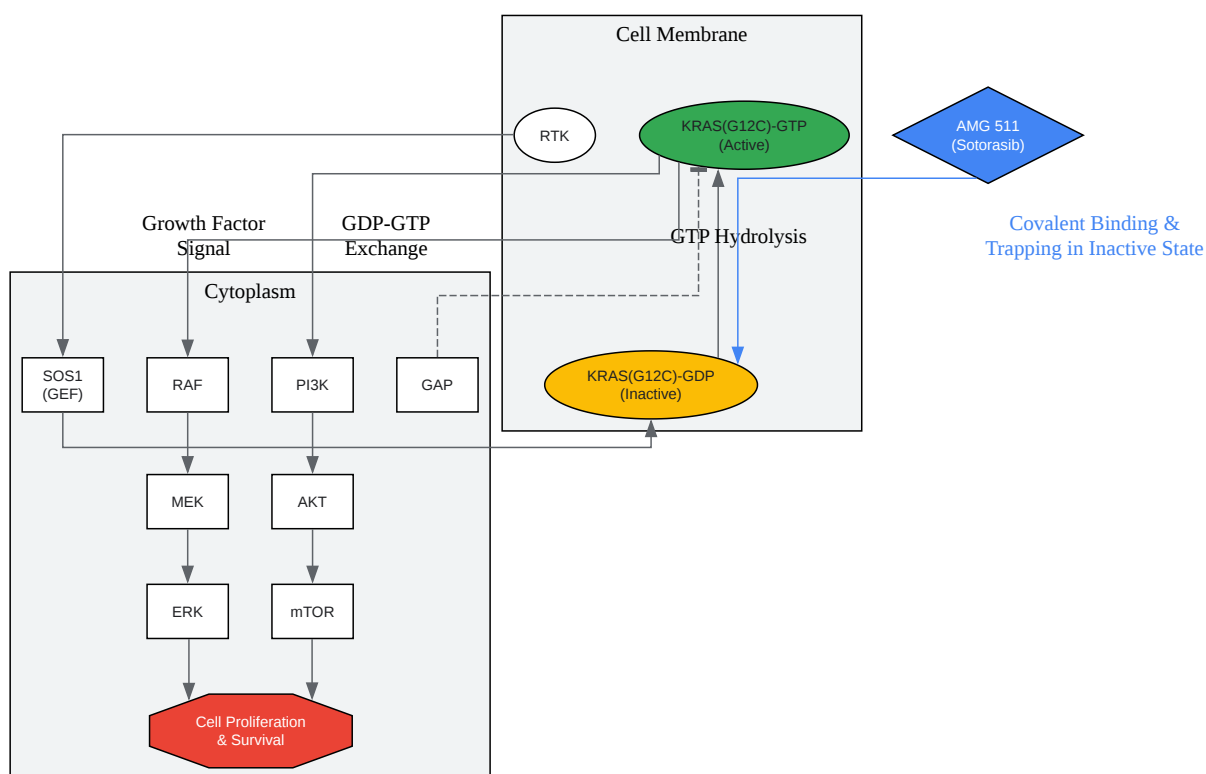 Cell Membrane
RTK
KRAS(G12C)-GTP
(Active)
AMG 511
(Sotorasib)
Growth Factor
Signal
GDP-GTP
Exchange
GTP Hydrolysis
Covalent Binding &
Trapping in Inactive State
Cytoplasm
SOS1
(GEF)
RAF
PI3K
GAP
KRAS(G12C)-GDP
(Inactive)
MEK
AKT
ERK
mTOR
Cell Proliferation
& Survival